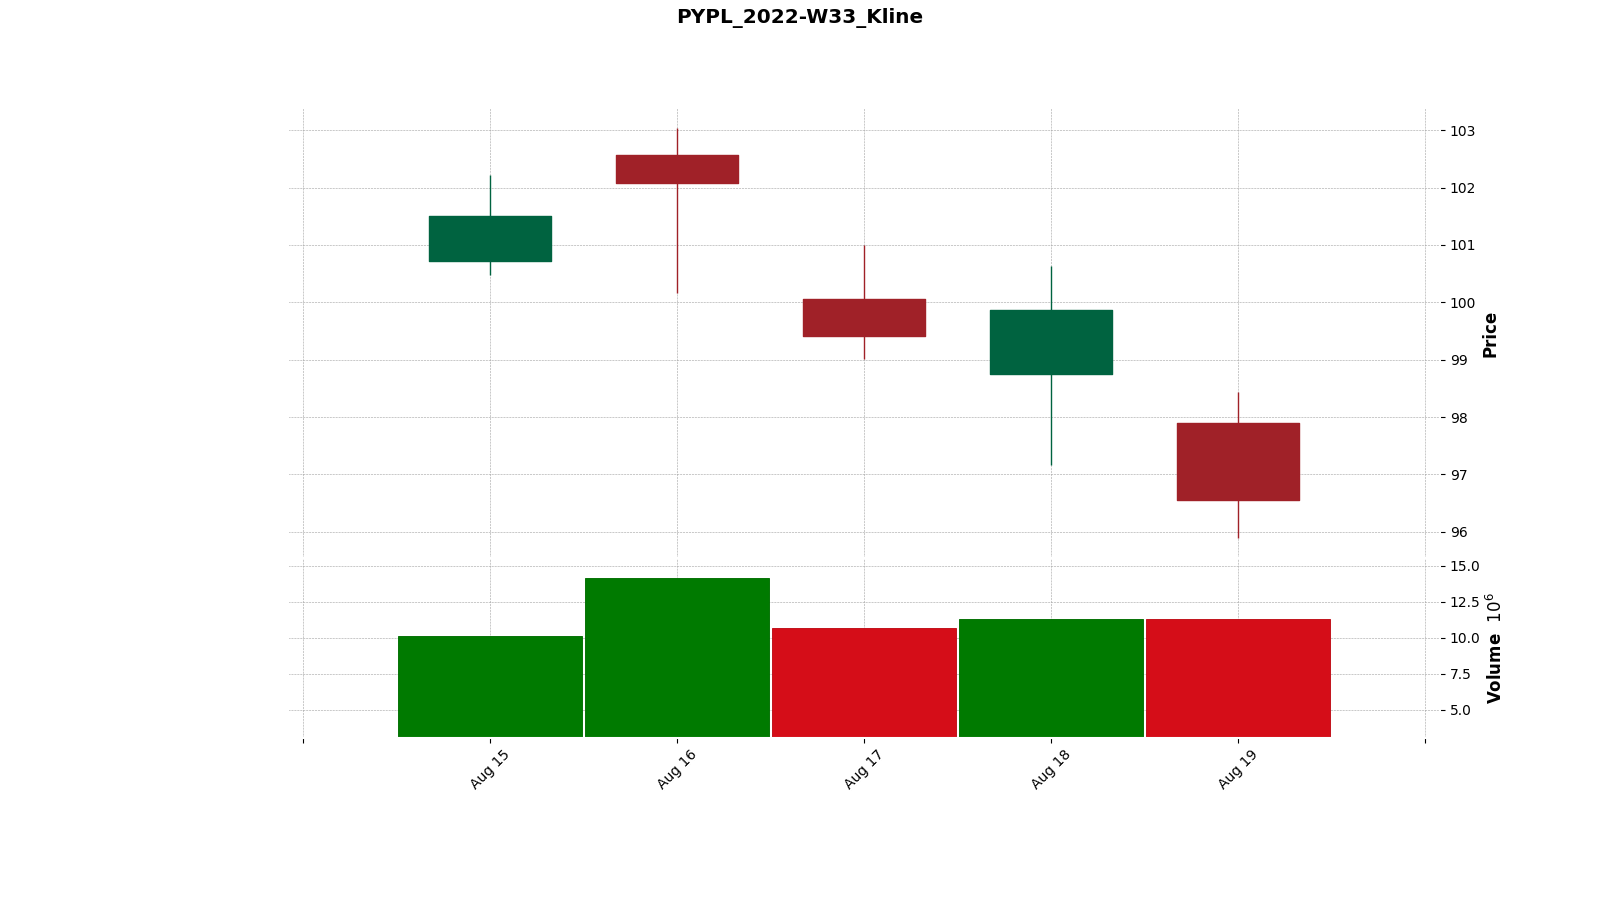 PYPL_2022-W33_Kline
103
102
101
100
99
98
97
96
Price
15.0
12.5
10.0
7.5
5.0
Volume 10^6
Aug 15
Aug 16
Aug 17
Aug 18
Aug 19